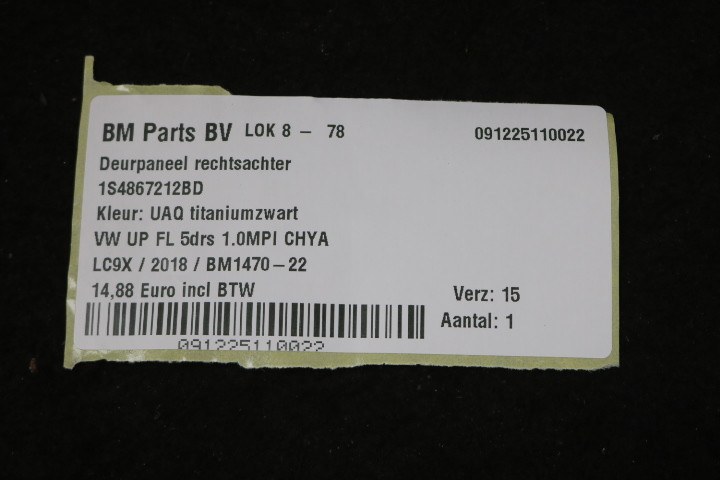 BM Parts BV LOK 8 - 78 091225110022
Deurpaneel rechtsachter
1S4867212BD
Kleur: UAQ titaniumzwart
VW UP FL 5drs 1.0MPI CHYA
LC9X / 2018 / BM1470-22
14,88 Euro incl BTW Verz: 15
Aantal: 1
091225110022